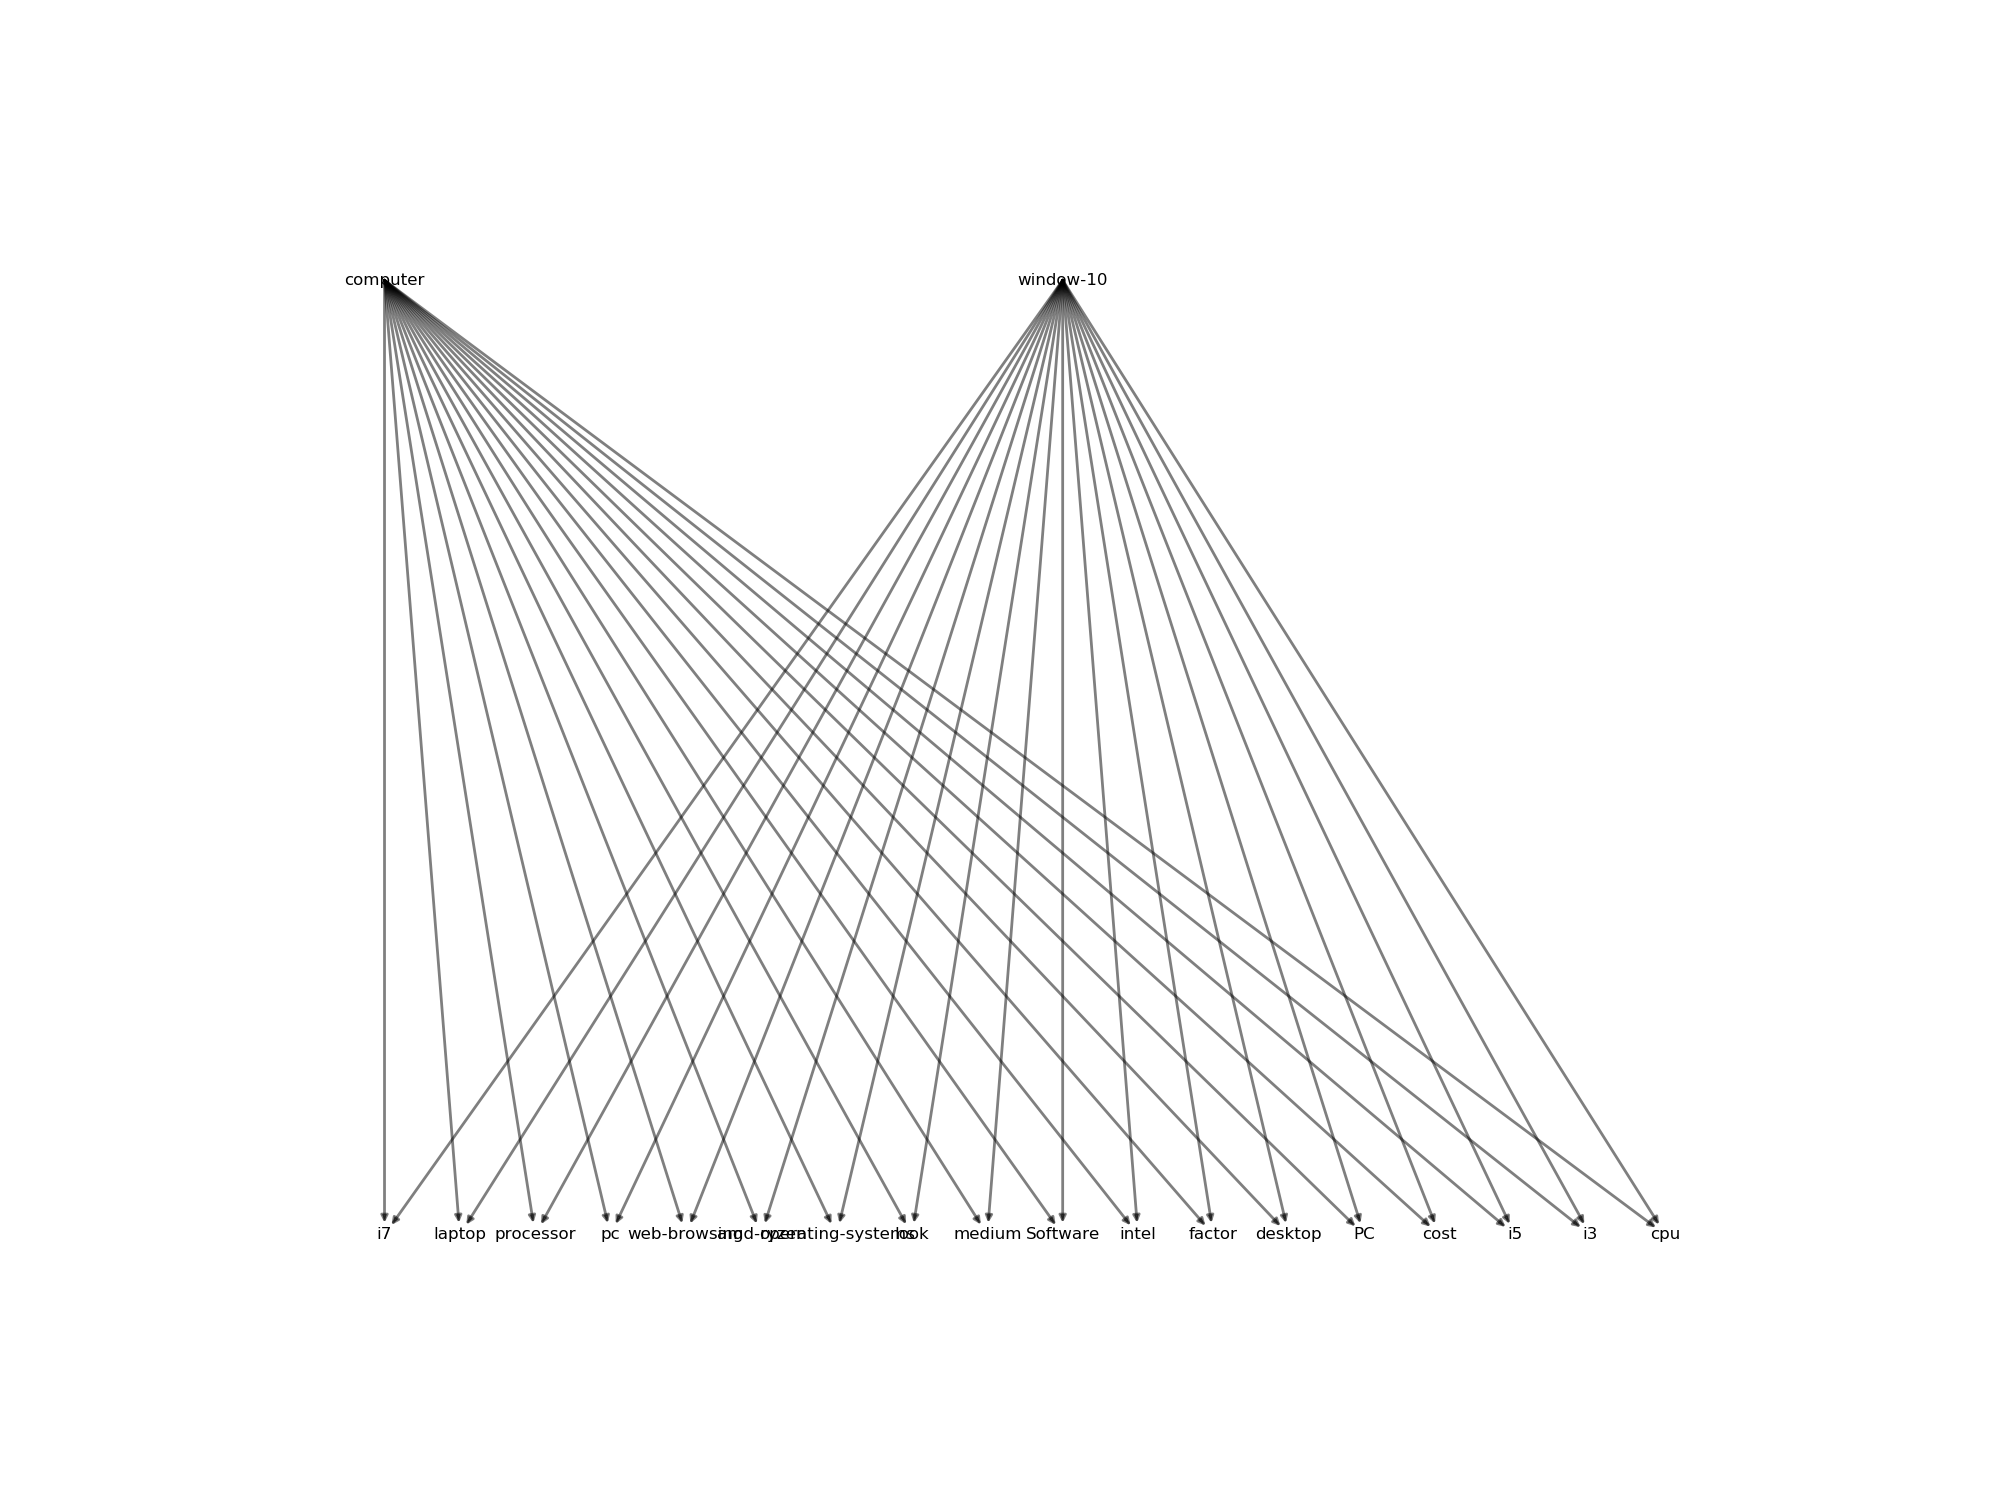 computer window-10
i7 laptop processor pc web-browsing amd-ryzen operating-systems look medium Software intel factor desktop PC cost i5 i3 cpu